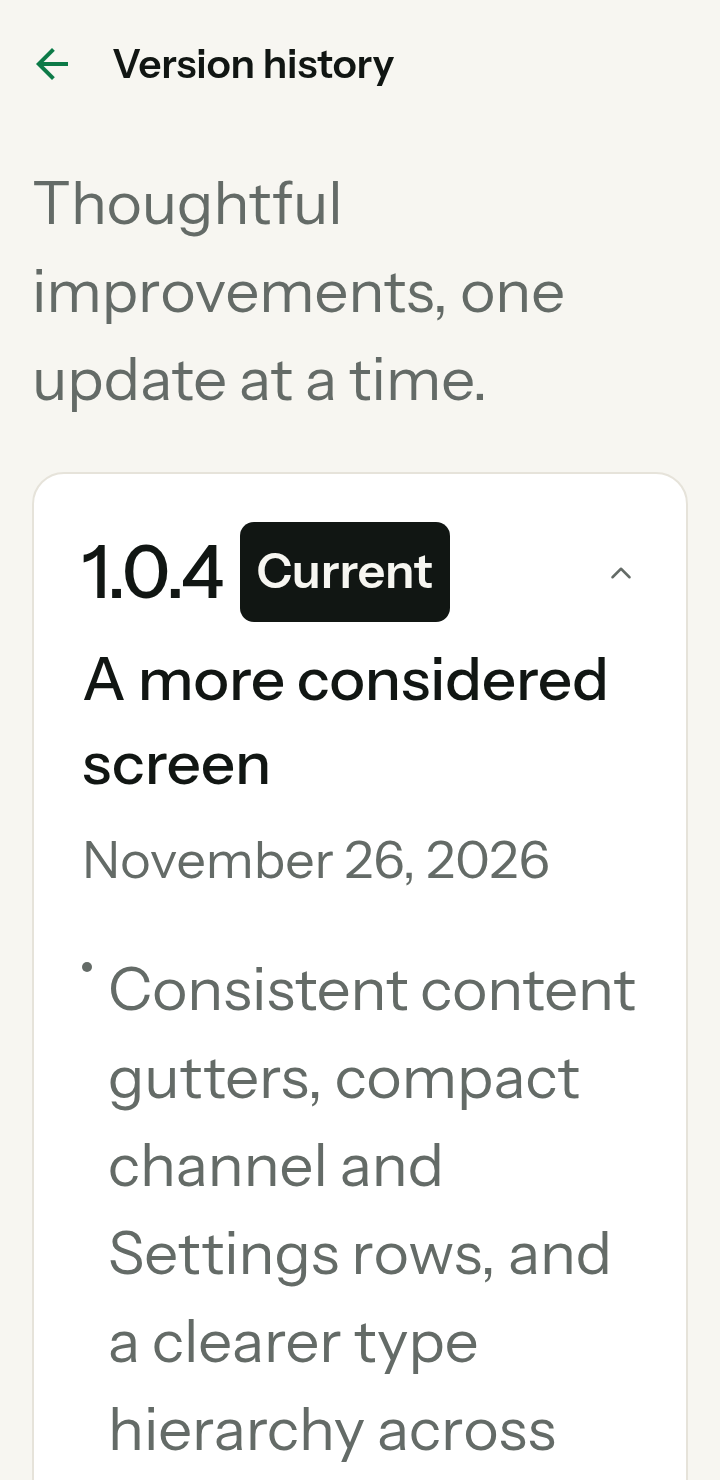 Version history
Thoughtful
improvements, one
update at a time.
1.0.4 Current
A more considered
screen
November 26, 2026
• Consistent content
gutters, compact
channel and
Settings rows, and
a clearer type
hierarchy across